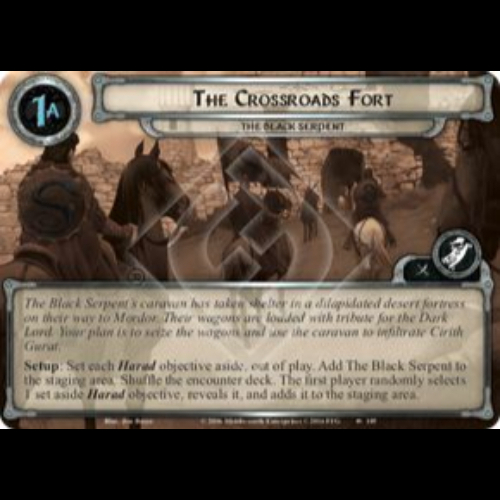 1A
THE CROSSROADS FORT
THE BLACK SERPENT
The Black Serpent's caravan has taken shelter in a dilapidated desert fortress
on their way to Mordor. Their wagons are loaded with tribute for the Dark
Lord. Your plan is to seize the wagons and use the caravan to infiltrate Cirith
Gurat.
Setup: Set each Harad objective aside, out of play. Add The Black Serpent to
the staging area. Shuffle the encounter deck. The first player randomly selects
1 set aside Harad objective, reveals it, and adds it to the staging area.